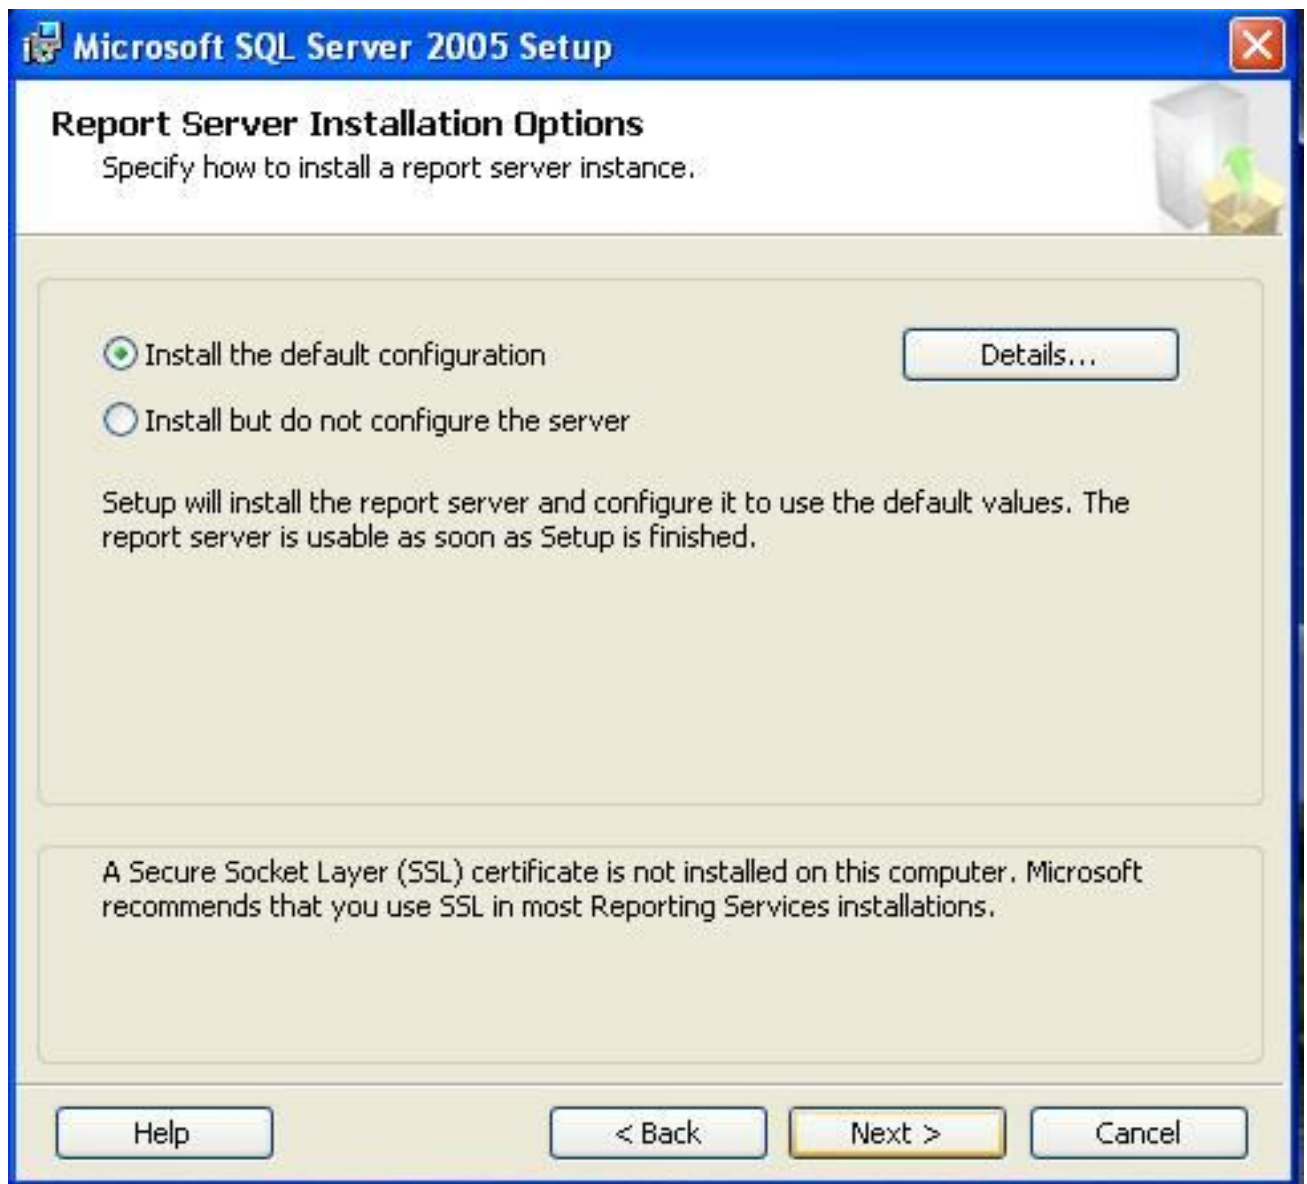 Microsoft SQL Server 2005 Setup
Report Server Installation Options
Specify how to install a report server instance.
Install the default configuration
Details...
Install but do not configure the server
Setup will install the report server and configure it to use the default values. The
report server is usable as soon as Setup is finished.
A Secure Socket Layer (SSL) certificate is not installed on this computer. Microsoft
recommends that you use SSL in most Reporting Services installations.
Help
< Back
Next >
Cancel